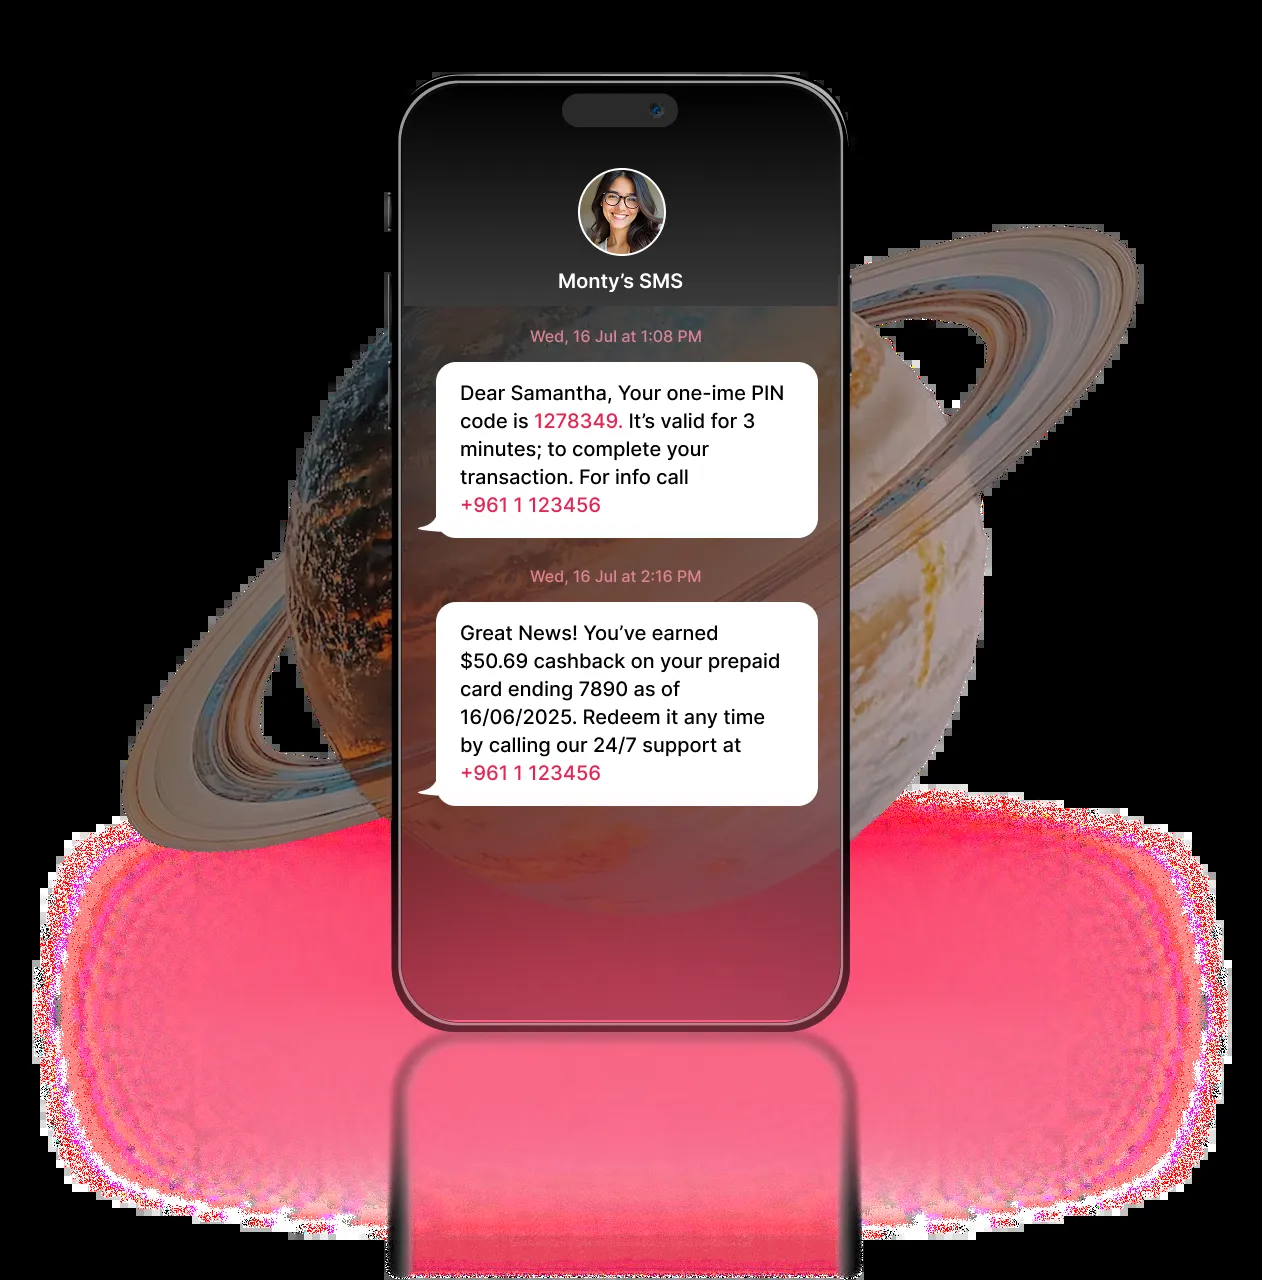 Monty’s SMS
Wed, 16 Jul at 1:08 PM
Dear Samantha, Your one-ime PIN
code is 1278349. It’s valid for 3
minutes; to complete your
transaction. For info call
+961 1 123456
Wed, 16 Jul at 2:16 PM
Great News! You’ve earned
$50.69 cashback on your prepaid
card ending 7890 as of
16/06/2025. Redeem it any time
by calling our 24/7 support at
+961 1 123456